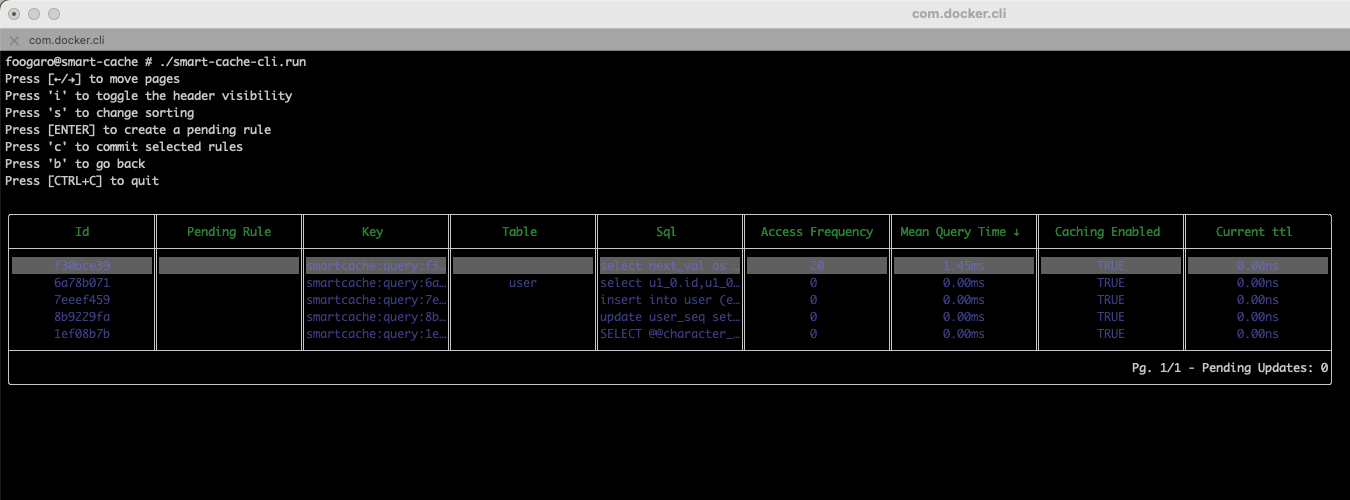 com.docker.cli
com.docker.cli
foogaro@smart-cache # ./smart-cache-cli.run
Press [←/→] to move pages
Press 'i' to toggle the header visibility
Press 's' to change sorting
Press [ENTER] to create a pending rule
Press 'c' to commit selected rules
Press 'b' to go back
Press [CTRL+C] to quit
Id Pending Rule Key Table Sql Access Frequency Mean Query Time ↓ Caching Enabled Current ttl
f30bce39 smartcache:query:f3… select next_val as … 20 1.45ms TRUE 0.00ns
6a78b071 smartcache:query:6a… user select u1_0.id,u1_0… 0 0.00ms TRUE 0.00ns
7eeef459 smartcache:query:7e… insert into user (e… 0 0.00ms TRUE 0.00ns
8b9229fa smartcache:query:8b… update user_seq set… 0 0.00ms TRUE 0.00ns
1ef08b7b smartcache:query:1e… SELECT @@character_… 0 0.00ms TRUE 0.00ns
Pg. 1/1 - Pending Updates: 0